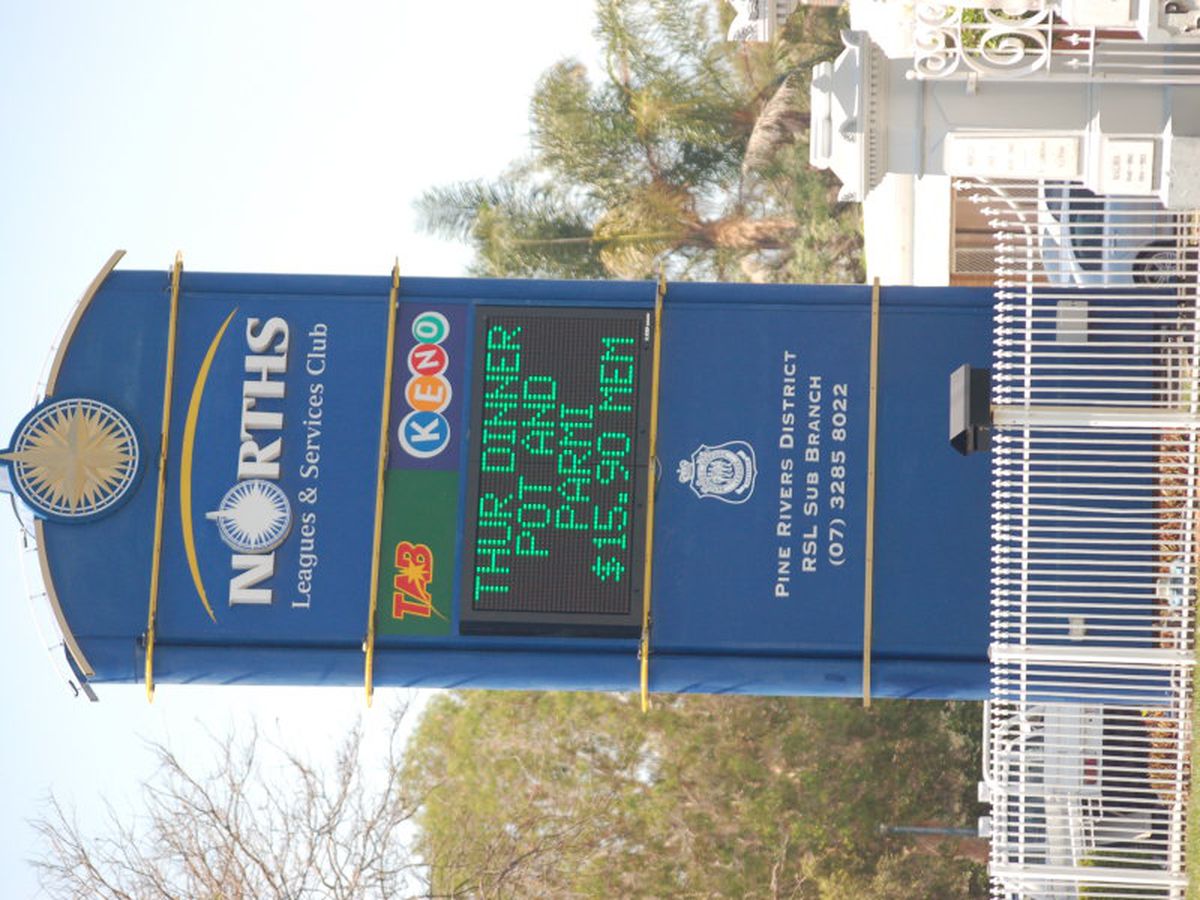 NORTHS
Leagues & Services Club
TAB
KENO
THUR DINNER
POT AND
PARMI
$15.90 MEM
PINE RIVERS DISTRICT
RSL SUB BRANCH
(07) 3285 8022